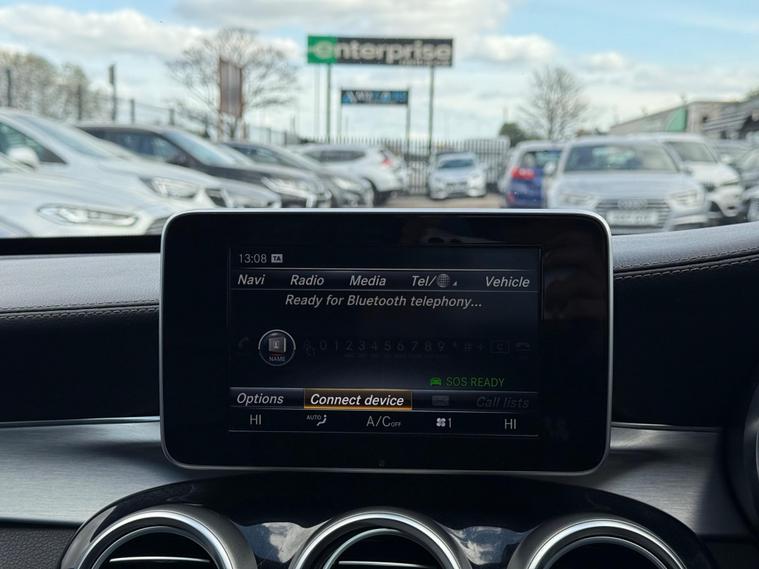 enterprise
13:08 TA
Navi Radio Media Tel/ Vehicle
Ready for Bluetooth telephony...
NAME 0 1 2 3 4 5 6 7 8 9 * # + C
SOS READY
Options Connect device Call lists
HI AUTO A/C OFF 1 HI